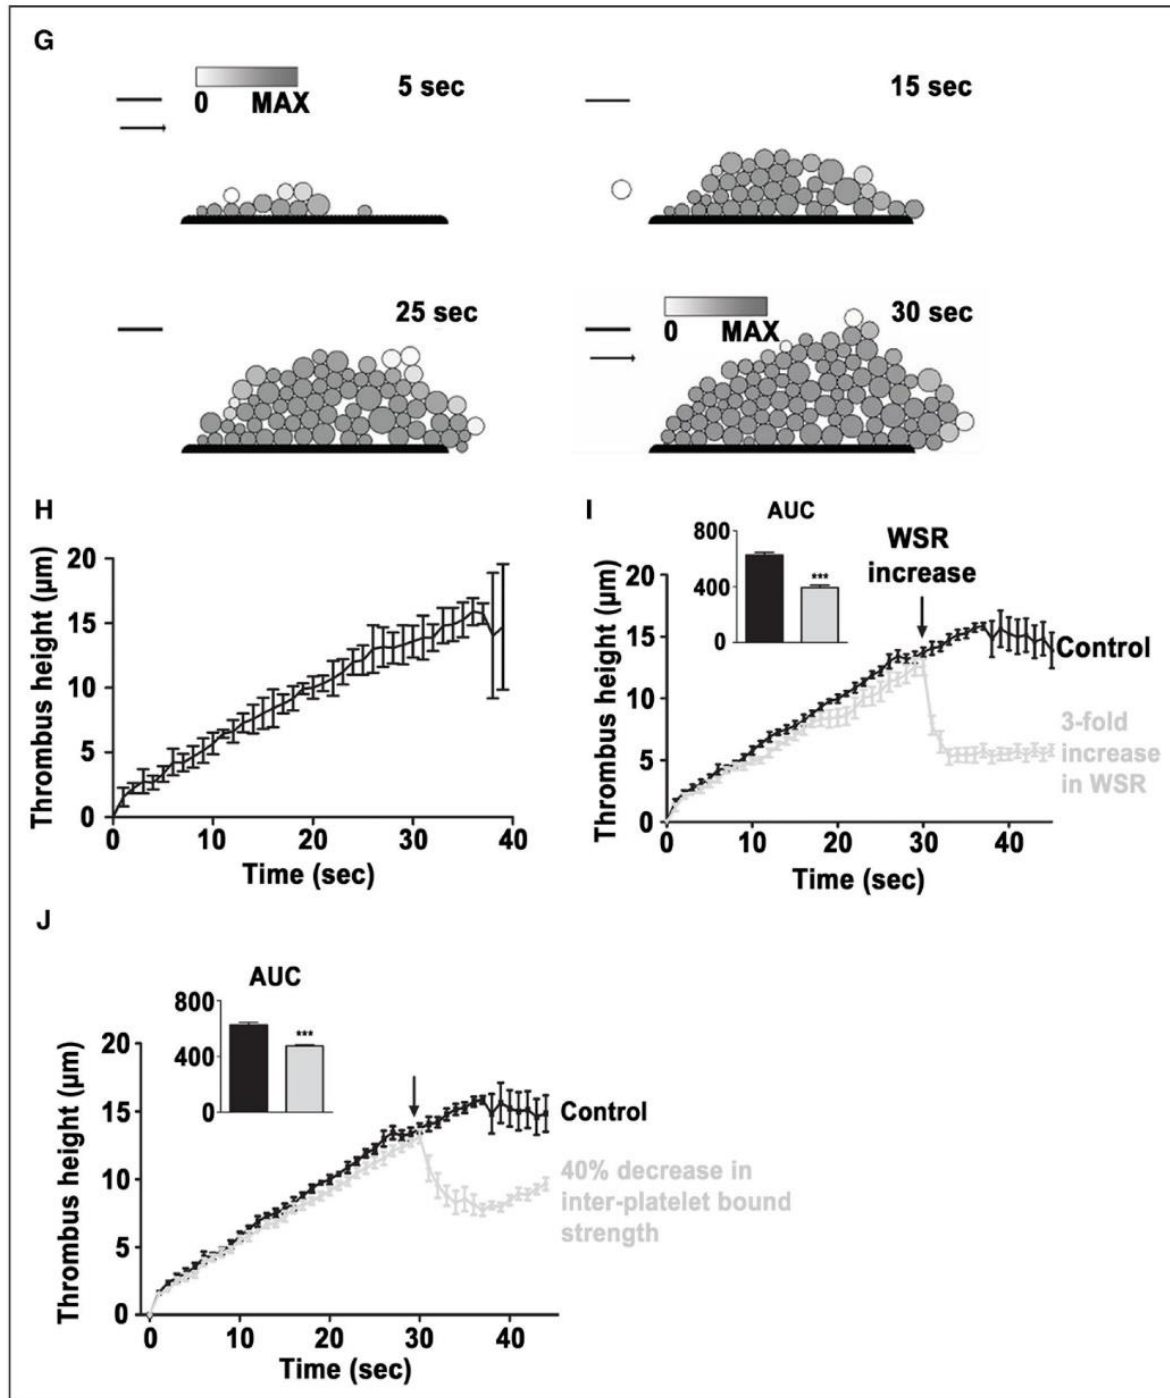 G
5 sec
0 MAX
15 sec
25 sec
30 sec
0 MAX
H
Thrombus height (µm)
20
15
10
5
0
0 10 20 30 40
Time (sec)
I
AUC
800
400
0
***
WSR
increase
Thrombus height (µm)
20
15
10
5
0
Control
3-fold
increase
in WSR
0 10 20 30 40
Time (sec)
J
AUC
800
400
0
***
Thrombus height (µm)
20
15
10
5
0
Control
40% decrease in
inter-platelet bound
strength
0 10 20 30 40
Time (sec)